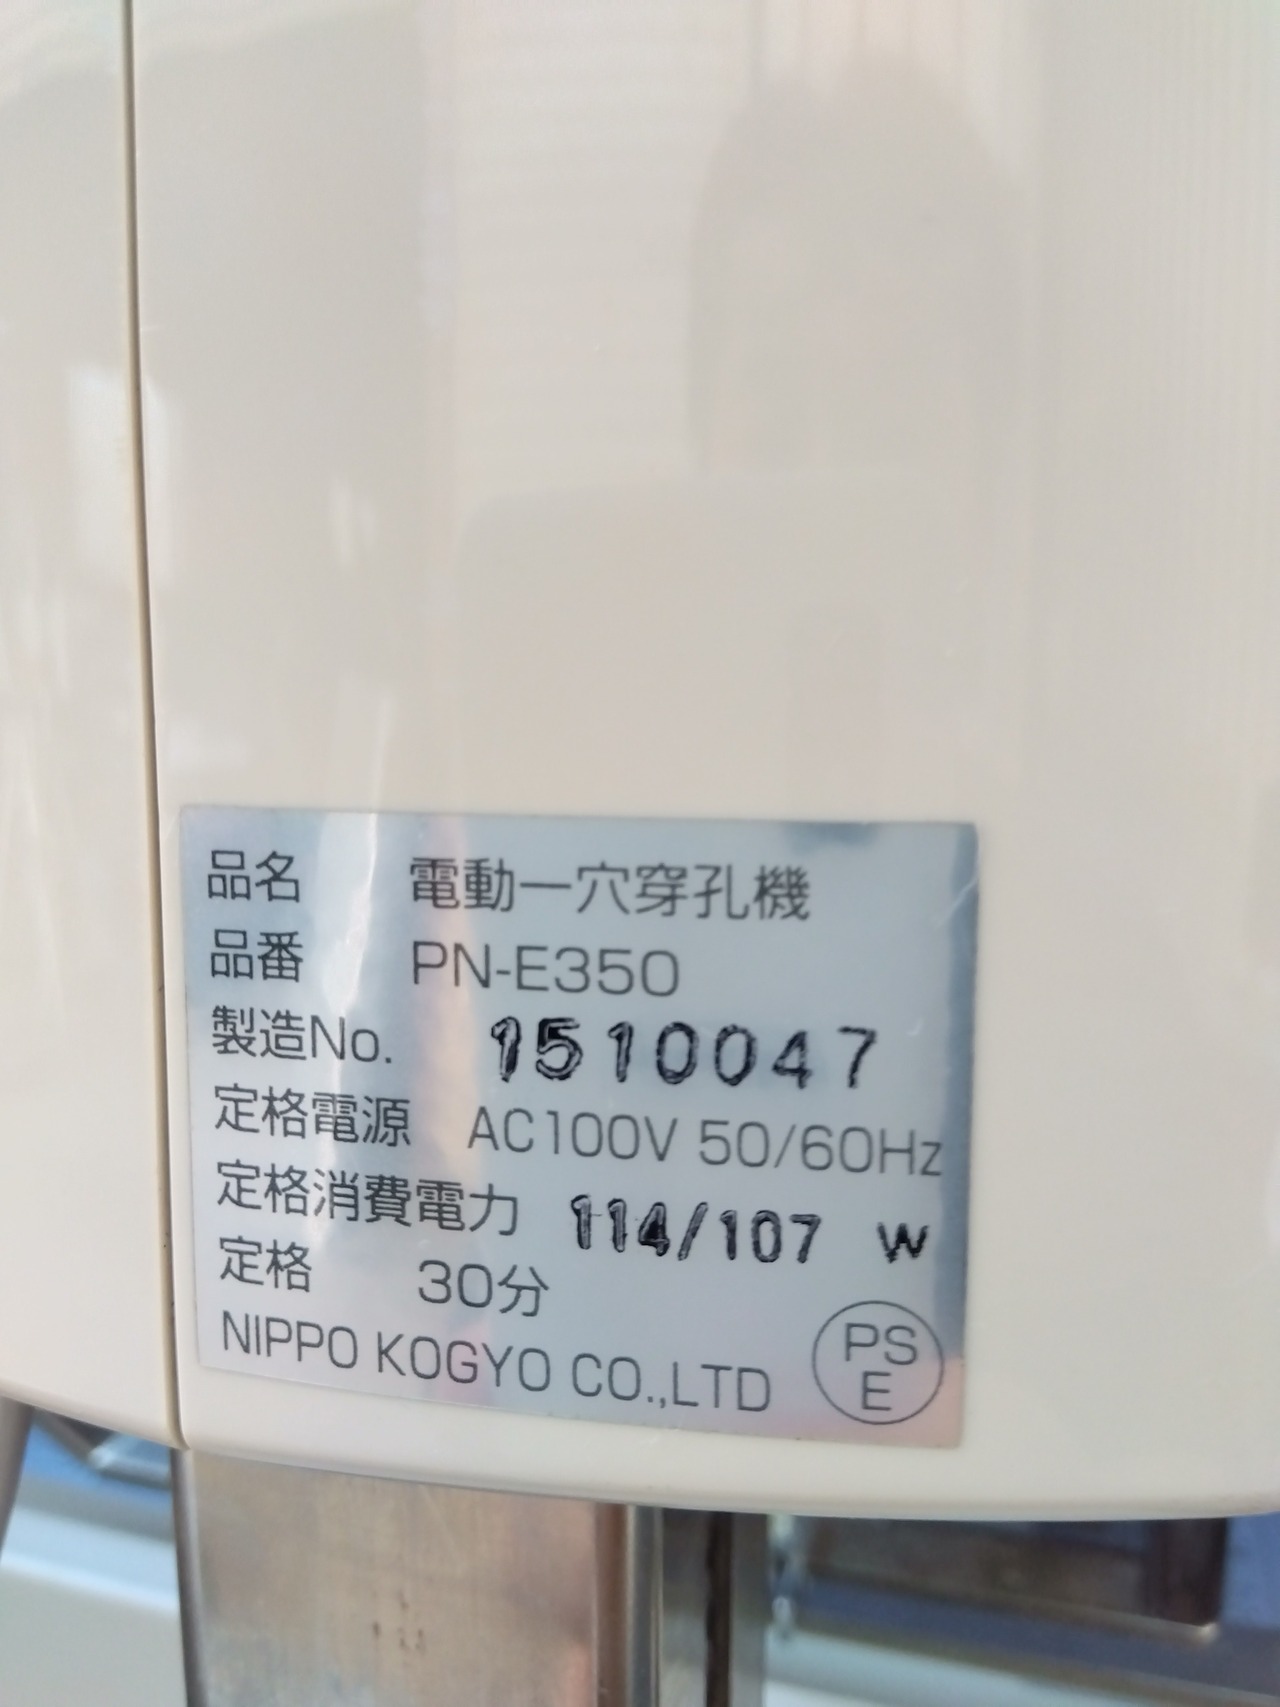 品名 電動一穴穿孔機
品番 PN-E350
製造No. 1510047
定格電源 AC100V 50/60Hz
定格消費電力 114/107 W
定格 30分
NIPPO KOGYO CO.,LTD
PS
E